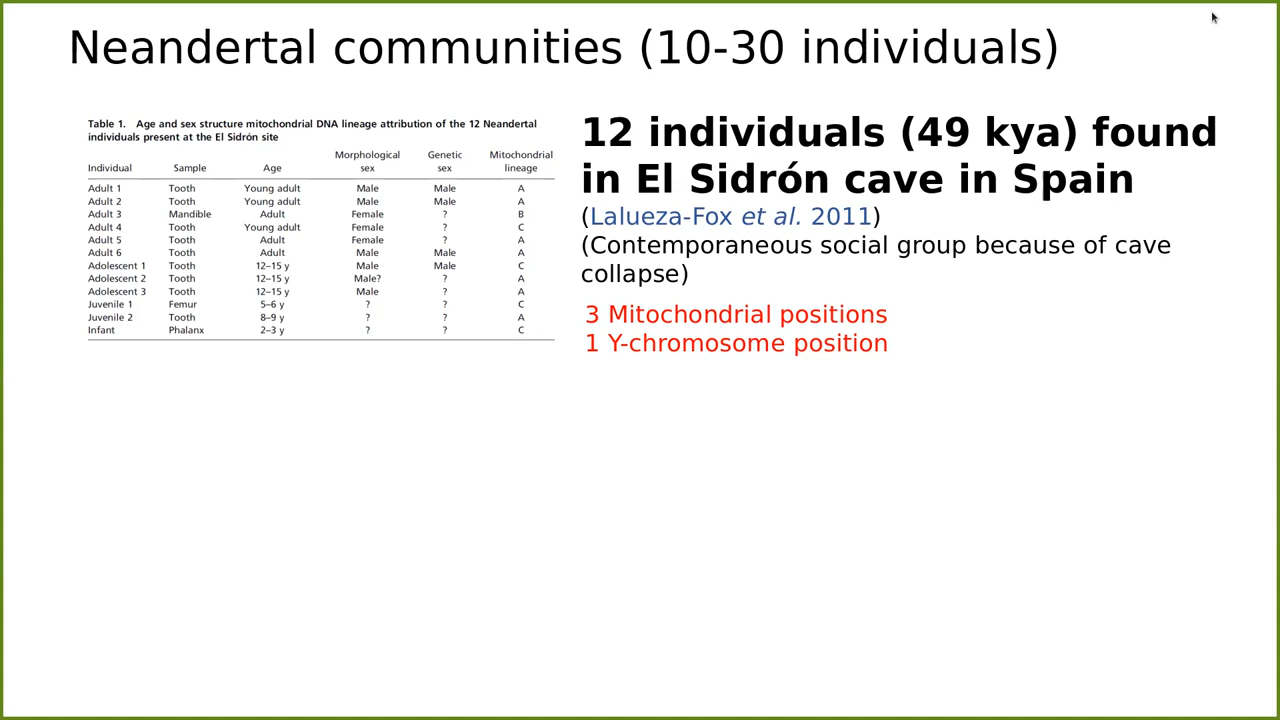 Neandertal communities (10-30 individuals)
Table 1. Age and sex structure mitochondrial DNA lineage attribution of the 12 Neandertal
individuals present at the El Sidrón site
Individual Sample Age Morphological sex Genetic sex Mitochondrial lineage
Adult 1 Tooth Young adult Male Male A
Adult 2 Tooth Young adult Male Male A
Adult 3 Mandible Adult Female ? B
Adult 4 Tooth Young adult Female ? C
Adult 5 Tooth Adult Female ? A
Adult 6 Tooth Adult Male Male A
Adolescent 1 Tooth 12–15 y Male Male C
Adolescent 2 Tooth 12–15 y Male? ? A
Adolescent 3 Tooth 12–15 y Male ? A
Juvenile 1 Femur 5–6 y ? ? C
Juvenile 2 Tooth 8–9 y ? ? A
Infant Phalanx 2–3 y ? ? C
12 individuals (49 kya) found
in El Sidrón cave in Spain
(Lalueza-Fox et al. 2011)
(Contemporaneous social group because of cave
collapse)
3 Mitochondrial positions
1 Y-chromosome position